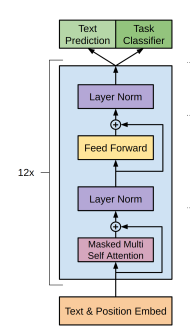 Text Prediction
Task Classifier
Layer Norm
Feed Forward
12x
Layer Norm
Masked Multi
Self Attention
Text & Position Embed